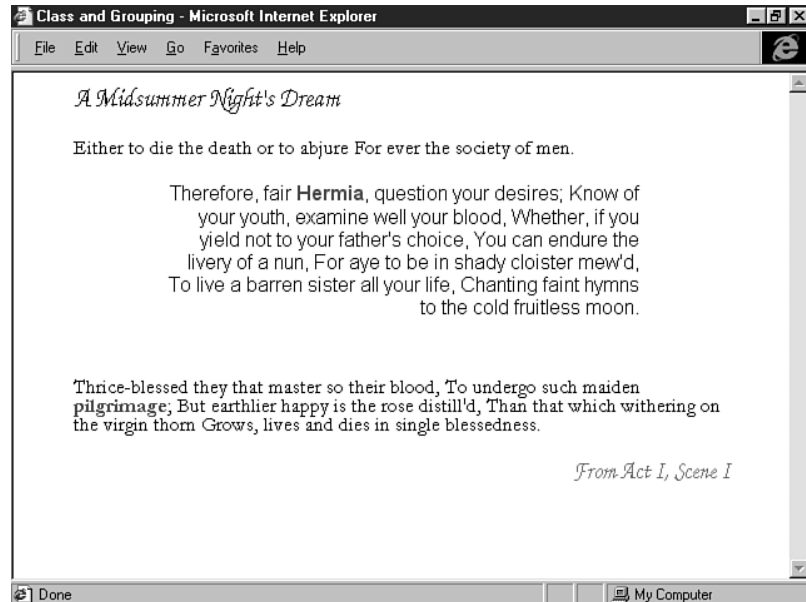 Class and Grouping - Microsoft Internet Explorer
File Edit View Go Favorites Help
A Midsummer Night's Dream
Either to die the death or to abjure For ever the society of men.
Therefore, fair Hermia, question your desires; Know of
your youth, examine well your blood, Whether, if you
yield not to your father's choice, You can endure the
livery of a nun, For aye to be in shady cloister mew'd,
To live a barren sister all your life, Chanting faint hymns
to the cold fruitless moon.
Thrice-blessed they that master so their blood, To undergo such maiden
pilgrimage; But earthlier happy is the rose distill'd, Than that which withering on
the virgin thorn Grows, lives and dies in single blessedness.
From Act I, Scene I
Done My Computer